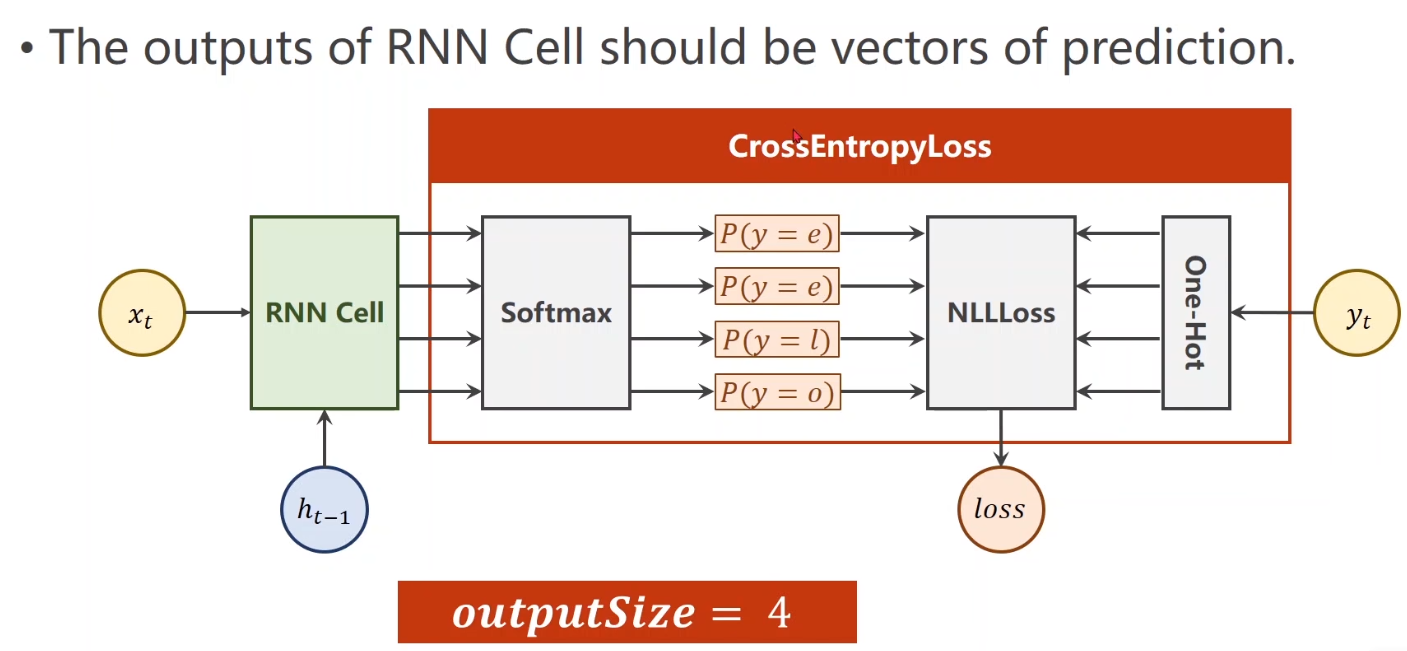 • The outputs of RNN Cell should be vectors of prediction.
CrossEntropyLoss
x_t
RNN Cell
Softmax
P(y = e)
P(y = e)
P(y = l)
P(y = o)
NLLLoss
One-Hot
y_t
h_{t−1}
loss
outputSize = 4